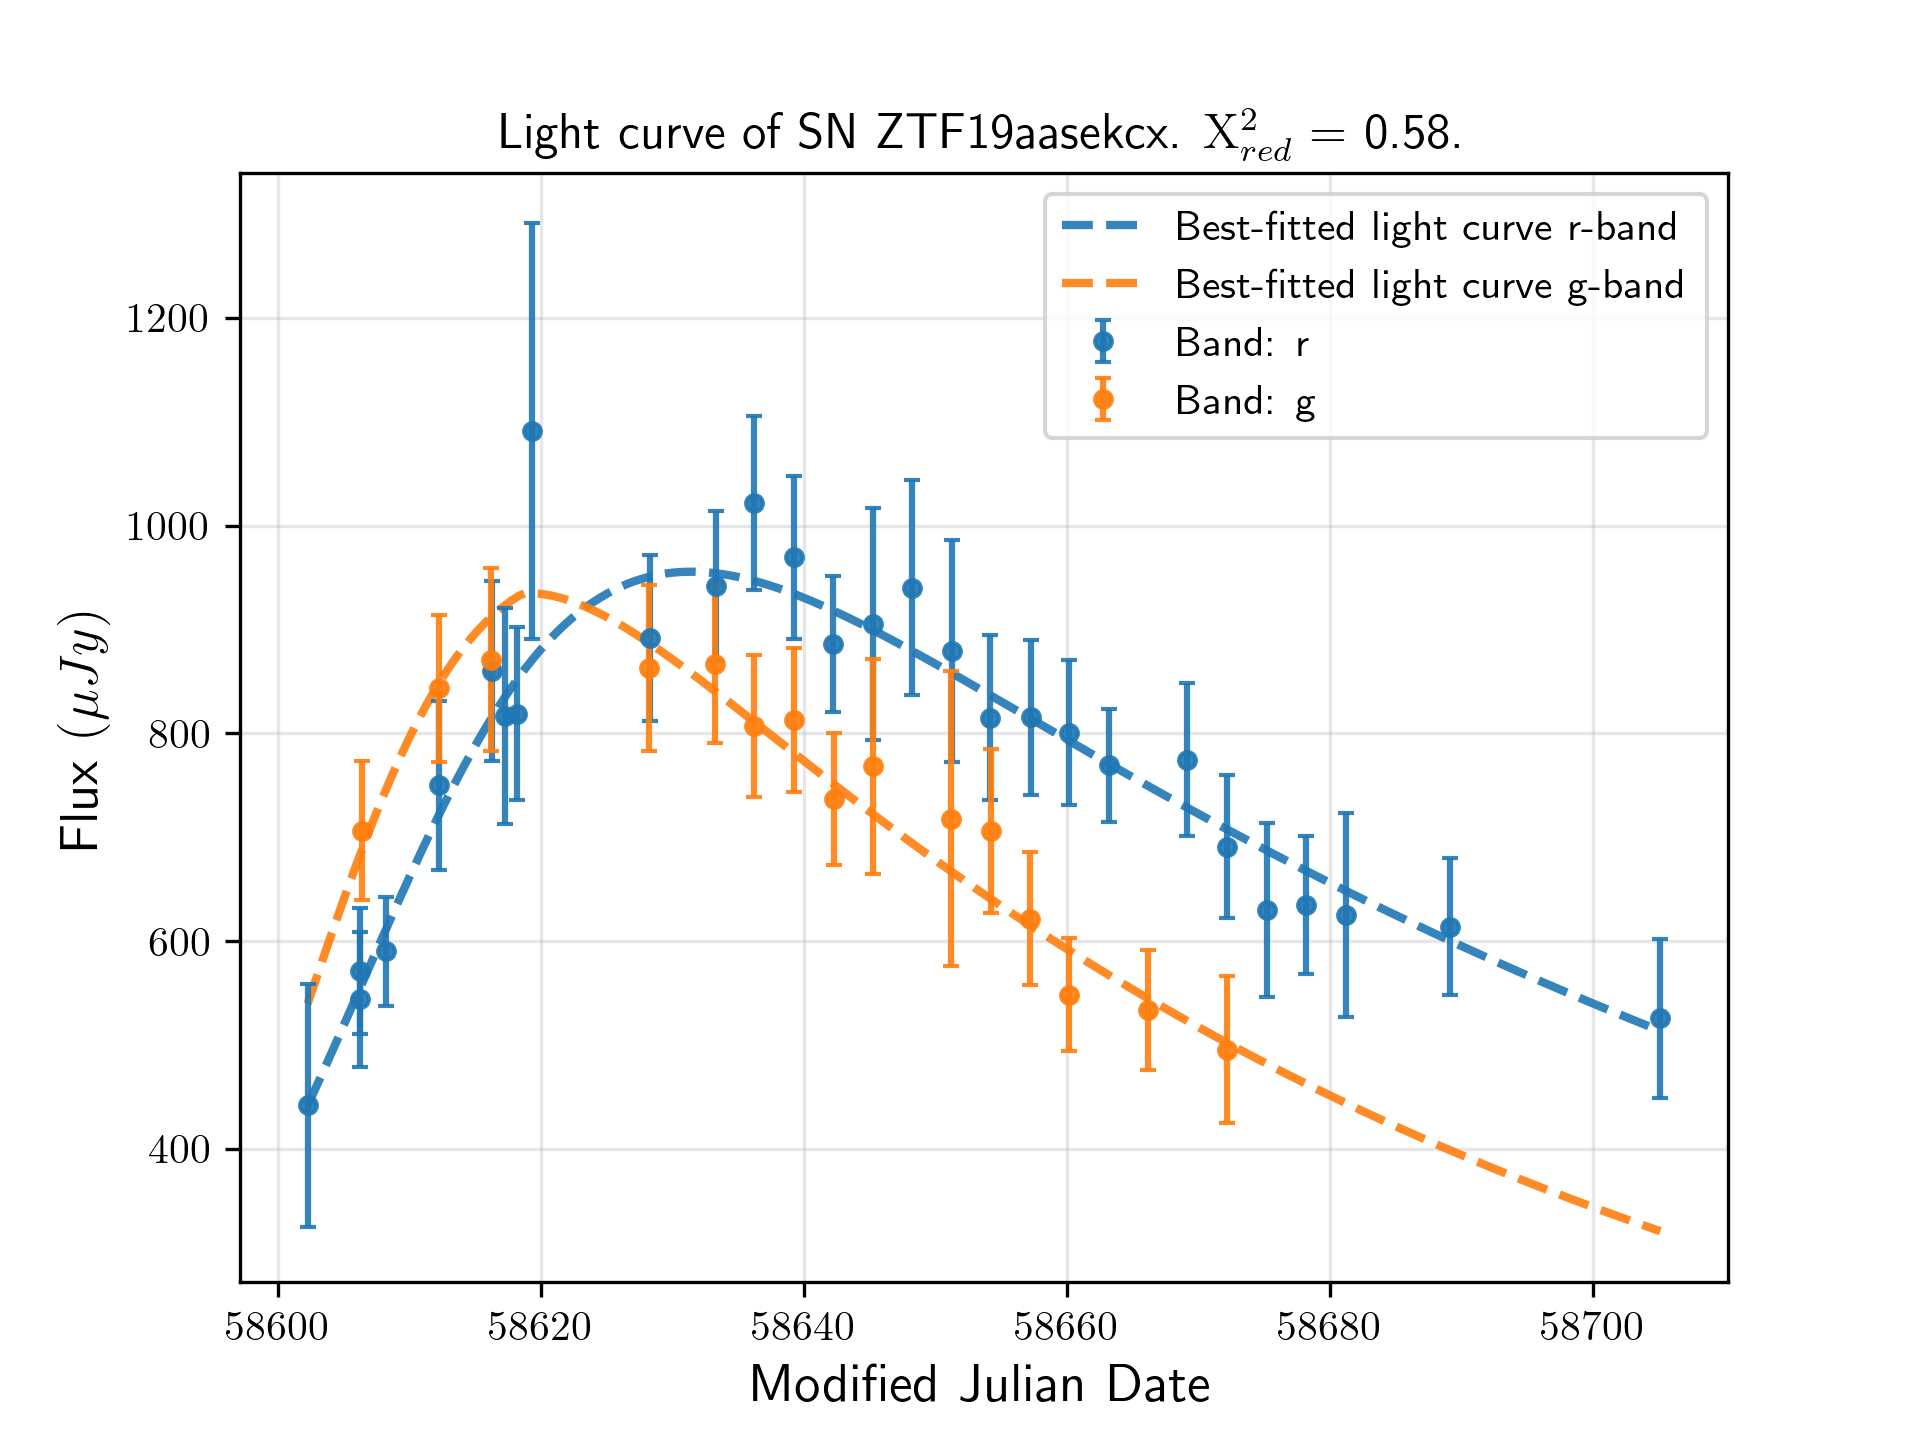 Light curve of SN ZTF19aasekcx. X²_red = 0.58.
Best-fitted light curve r-band
Best-fitted light curve g-band
Band: r
Band: g
Flux (μJy)
1200
1000
800
600
400
58600 58620 58640 58660 58680 58700
Modified Julian Date